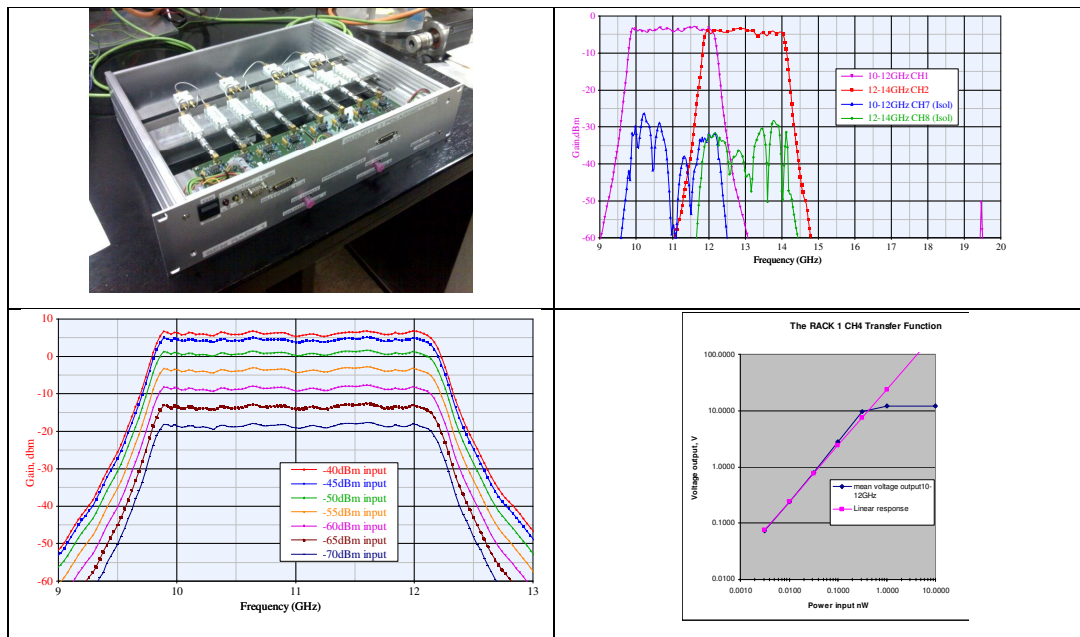 0
-10
-20
-30
-40
-50
-60
Gain,dBm
10-12GHz CH1
12-14GHz CH2
10-12GHz CH7 (Isol)
12-14GHz CH8 (Isol)
9 10 11 12 13 14 15 16 17 18 19 20
Frequency (GHz)
10
0
-10
-20
-30
-40
-50
-60
Gain, dbm
-40dBm input
-45dBm input
-50dBm input
-55dBm input
-60dBm input
-65dBm input
-70dBm input
9 10 11 12 13
Frequency (GHz)
The RACK 1 CH4 Transfer Function
100.0000
10.0000
1.0000
0.1000
0.0100
Voltage output, V
mean voltage output10-
12GHz
Linear response
0.0010 0.0100 0.1000 1.0000 10.0000
Power input nW